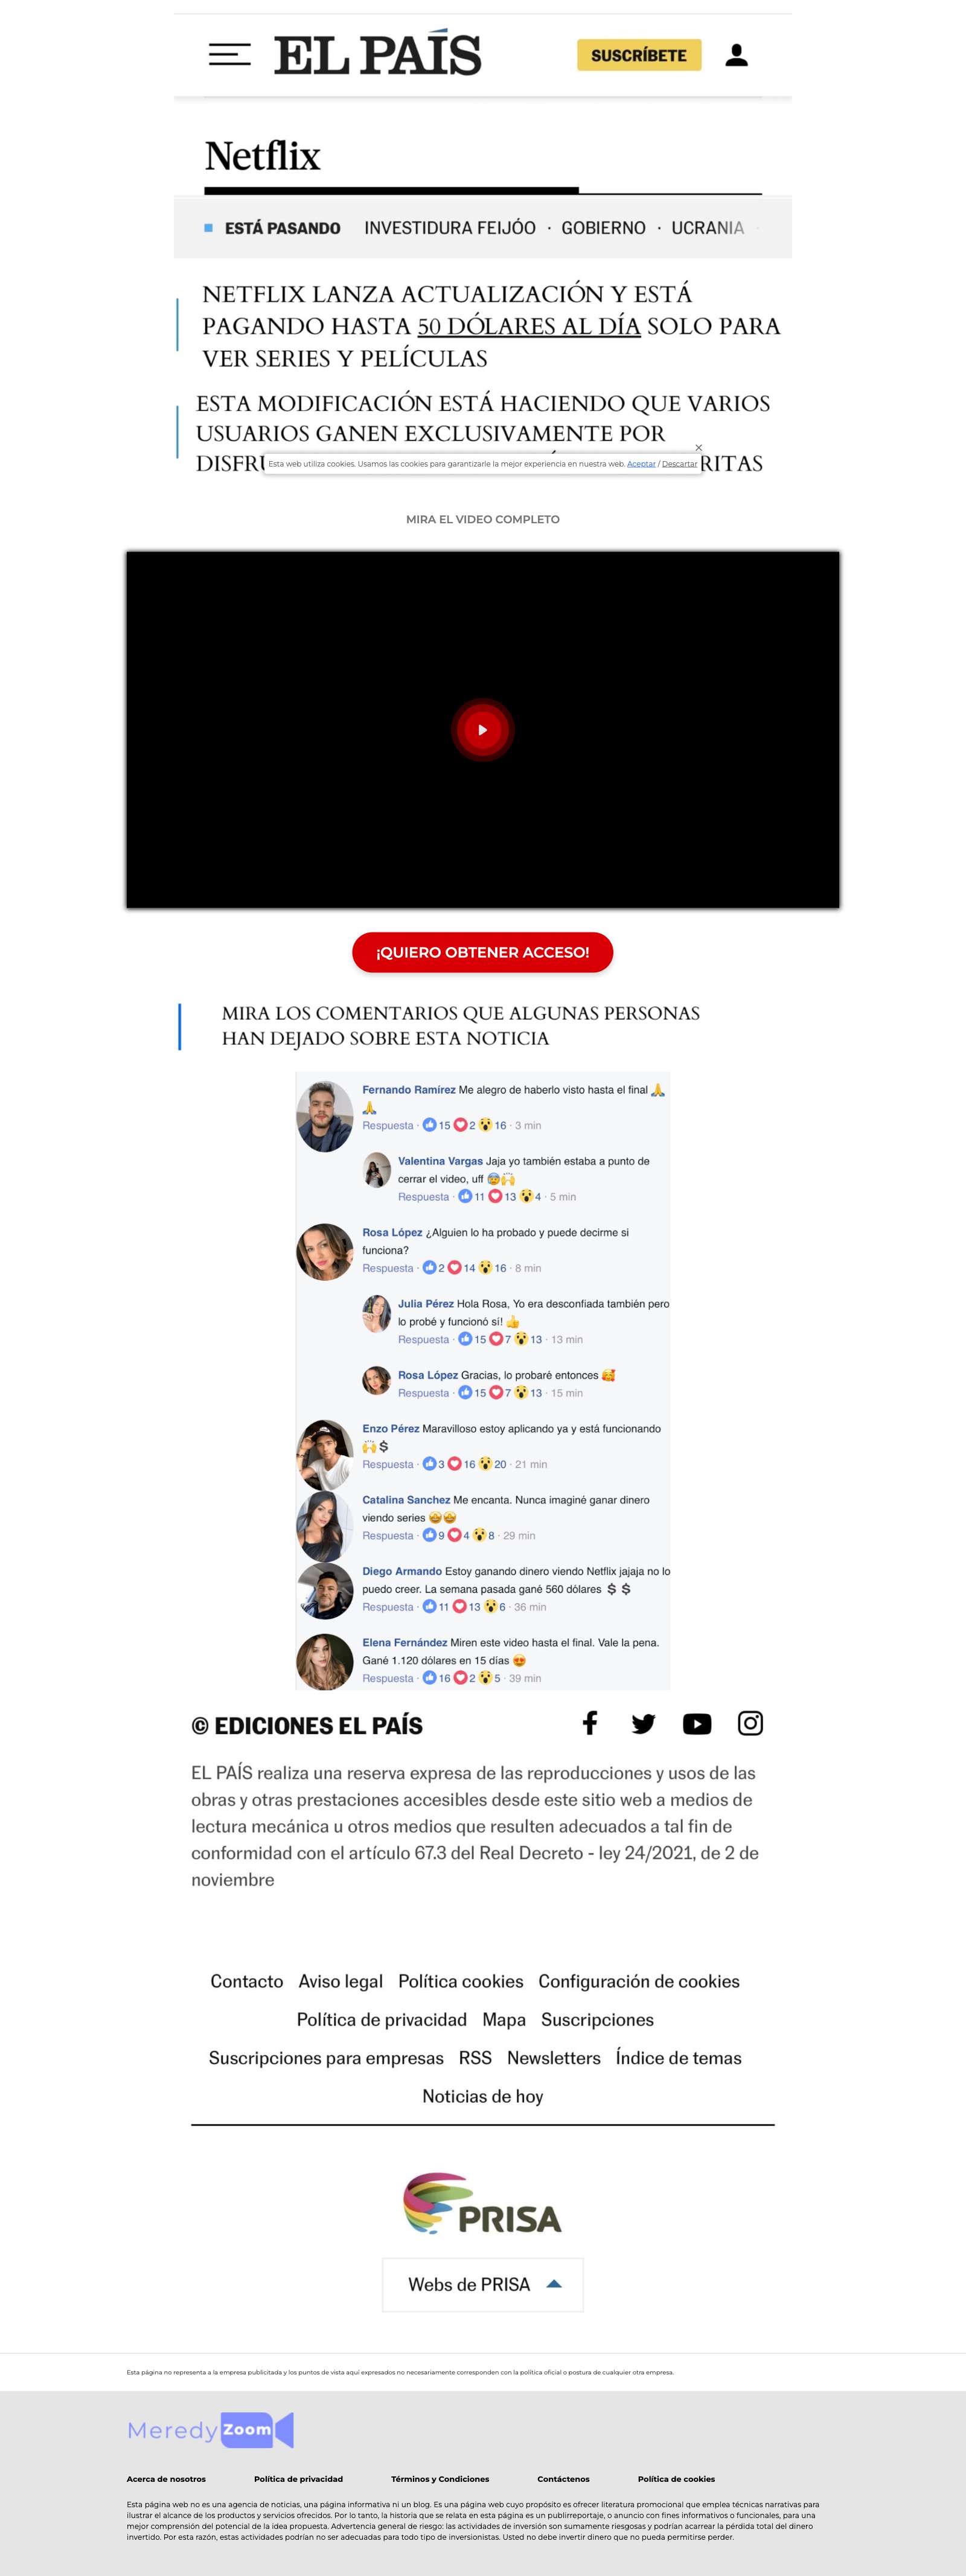 EL PAÍS
SUSCRÍBETE
Netflix
ESTÁ PASANDO INVESTIDURA FEIJÓO · GOBIERNO · UCRANIA
NETFLIX LANZA ACTUALIZACIÓN Y ESTÁ
PAGANDO HASTA 50 DÓLARES AL DÍA SOLO PARA
VER SERIES Y PELÍCULAS
ESTA MODIFICACIÓN ESTÁ HACIENDO QUE VARIOS
USUARIOS GANEN EXCLUSIVAMENTE POR
Esta web utiliza cookies. Usamos las cookies para garantizarle la mejor experiencia en nuestra web. Aceptar / Descartar
MIRA EL VIDEO COMPLETO
¡QUIERO OBTENER ACCESO!
MIRA LOS COMENTARIOS QUE ALGUNAS PERSONAS
HAN DEJADO SOBRE ESTA NOTICIA
Fernando Ramírez Me alegro de haberlo visto hasta el final 🙏
🙏
Respuesta · 👍 15 ❤️ 2 😮 16 · 3 min
Valentina Vargas Jaja yo también estaba a punto de
cerrar el video, uff 😰🙌
Respuesta · 👍 11 ❤️ 13 😮 4 · 5 min
Rosa López ¿Alguien lo ha probado y puede decirme si
funciona?
Respuesta · 👍 2 ❤️ 14 😮 16 · 8 min
Julia Pérez Hola Rosa, Yo era desconfiada también pero
lo probé y funcionó sí! 👍
Respuesta · 👍 15 ❤️ 7 😮 13 · 13 min
Rosa López Gracias, lo probaré entonces 🥰
Respuesta · 👍 15 ❤️ 7 😮 13 · 15 min
Enzo Pérez Maravilloso estoy aplicando ya y está funcionando
🙌💲
Respuesta · 👍 3 ❤️ 16 😮 20 · 21 min
Catalina Sanchez Me encanta. Nunca imaginé ganar dinero
viendo series 🤩🤩
Respuesta · 👍 9 ❤️ 4 😮 8 · 29 min
Diego Armando Estoy ganando dinero viendo Netflix jajaja no lo
puedo creer. La semana pasada gané 560 dólares 💲💲
Respuesta · 👍 11 ❤️ 13 😮 6 · 36 min
Elena Fernández Miren este video hasta el final. Vale la pena.
Gané 1.120 dólares en 15 días 😍
Respuesta · 👍 16 ❤️ 2 😮 5 · 39 min
© EDICIONES EL PAÍS
EL PAÍS realiza una reserva expresa de las reproducciones y usos de las
obras y otras prestaciones accesibles desde este sitio web a medios de
lectura mecánica u otros medios que resulten adecuados a tal fin de
conformidad con el artículo 67.3 del Real Decreto - ley 24/2021, de 2 de
noviembre
Contacto Aviso legal Política cookies Configuración de cookies
Política de privacidad Mapa Suscripciones
Suscripciones para empresas RSS Newsletters Índice de temas
Noticias de hoy
PRISA
Webs de PRISA
Esta página no representa a la empresa publicitada y los puntos de vista aquí expresados no necesariamente corresponden con la política oficial o postura de cualquier otra empresa.
Meredy Zoom
Acerca de nosotros Política de privacidad Términos y Condiciones Contáctenos Política de cookies
Esta página web no es una agencia de noticias, una página informativa ni un blog. Es una página web cuyo propósito es ofrecer literatura promocional que emplea técnicas narrativas para
ilustrar el alcance de los productos y servicios ofrecidos. Por lo tanto, la historia que se relata en esta página es un publirreportaje, o anuncio con fines informativos o funcionales, para una
mejor comprensión del potencial de la idea propuesta. Advertencia general de riesgo: las actividades de inversión son sumamente riesgosas y podrían acarrear la pérdida total del dinero
invertido. Por esta razón, estas actividades podrían no ser adecuadas para todo tipo de inversionistas. Usted no debe invertir dinero que no pueda permitirse perder.